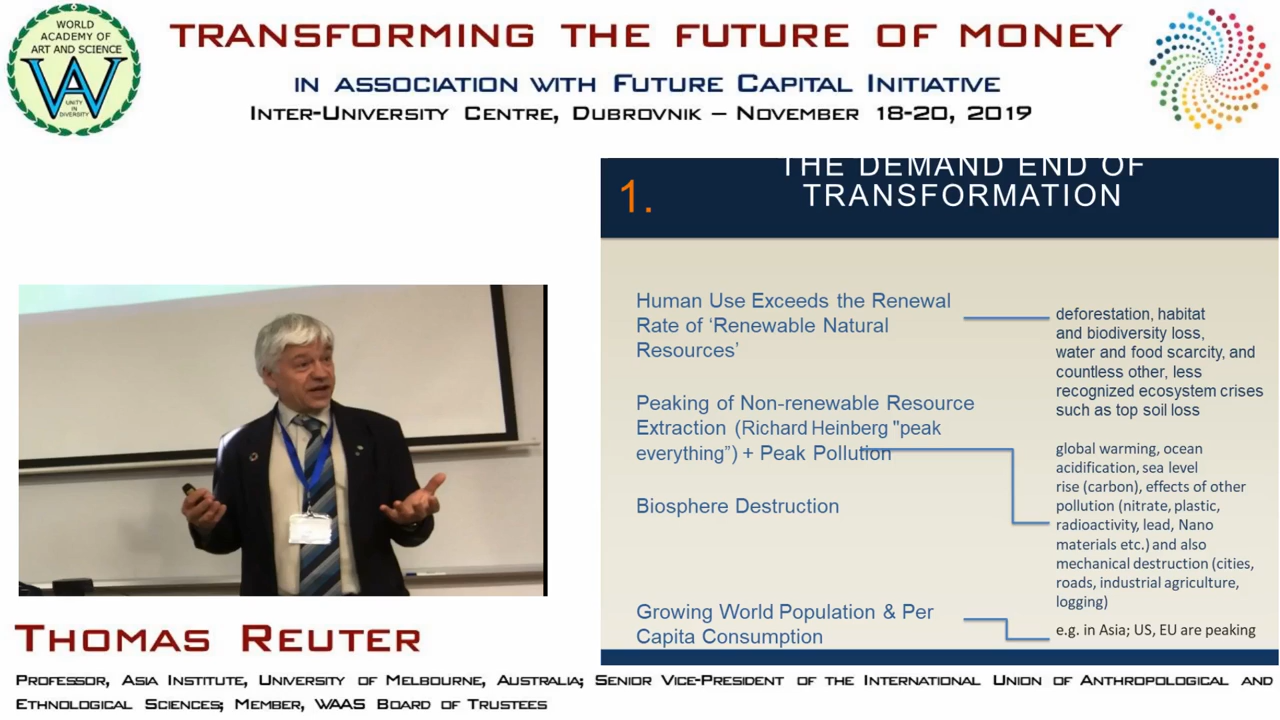 WORLD
ACADEMY OF
ART AND SCIENCE
WA
UNITY
IN
DIVERSITY
TRANSFORMING THE FUTURE OF MONEY
IN ASSOCIATION WITH FUTURE CAPITAL INITIATIVE
INTER-UNIVERSITY CENTRE, DUBROVNIK – NOVEMBER 18-20, 2019
1.
THE DEMAND END OF
TRANSFORMATION
Human Use Exceeds the Renewal
Rate of ‘Renewable Natural
Resources’
deforestation, habitat
and biodiversity loss,
water and food scarcity, and
countless other, less
recognized ecosystem crises
such as top soil loss
Peaking of Non-renewable Resource
Extraction (Richard Heinberg "peak
everything”) + Peak Pollution
global warming, ocean
acidification, sea level
rise (carbon), effects of other
pollution (nitrate, plastic,
radioactivity, lead, Nano
materials etc.) and also
mechanical destruction (cities,
roads, industrial agriculture,
logging)
Biosphere Destruction
Growing World Population & Per
Capita Consumption
e.g. in Asia; US, EU are peaking
THOMAS REUTER
PROFESSOR, ASIA INSTITUTE, UNIVERSITY OF MELBOURNE, AUSTRALIA; SENIOR VICE-PRESIDENT OF THE INTERNATIONAL UNION OF ANTHROPOLOGICAL AND
ETHNOLOGICAL SCIENCES; MEMBER, WAAS BOARD OF TRUSTEES